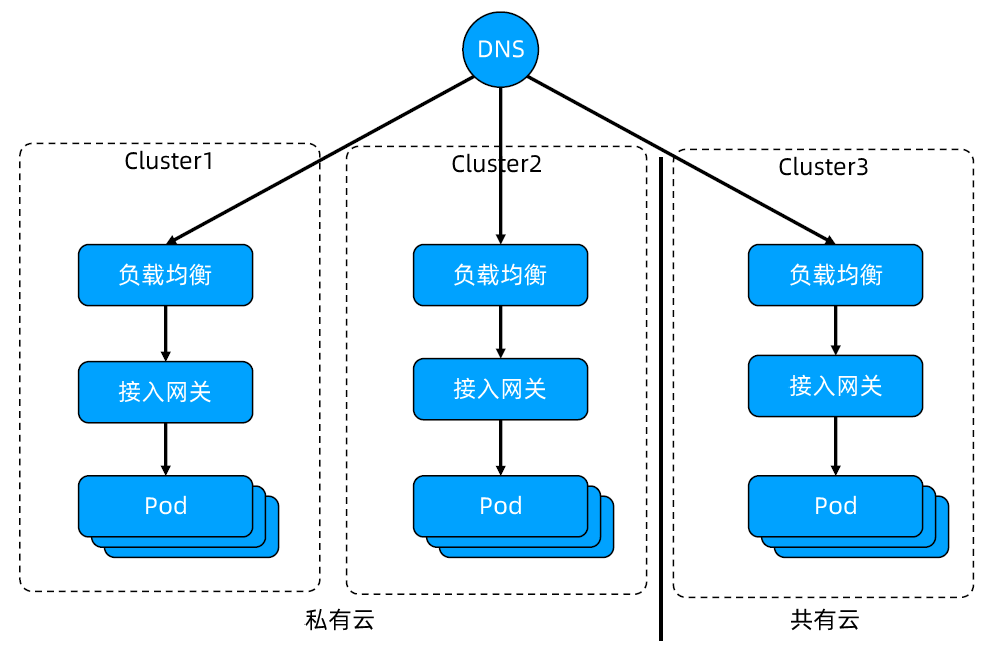 DNS
Cluster1
Cluster2
Cluster3
负载均衡
负载均衡
负载均衡
接入网关
接入网关
接入网关
Pod
Pod
Pod
私有云
共有云